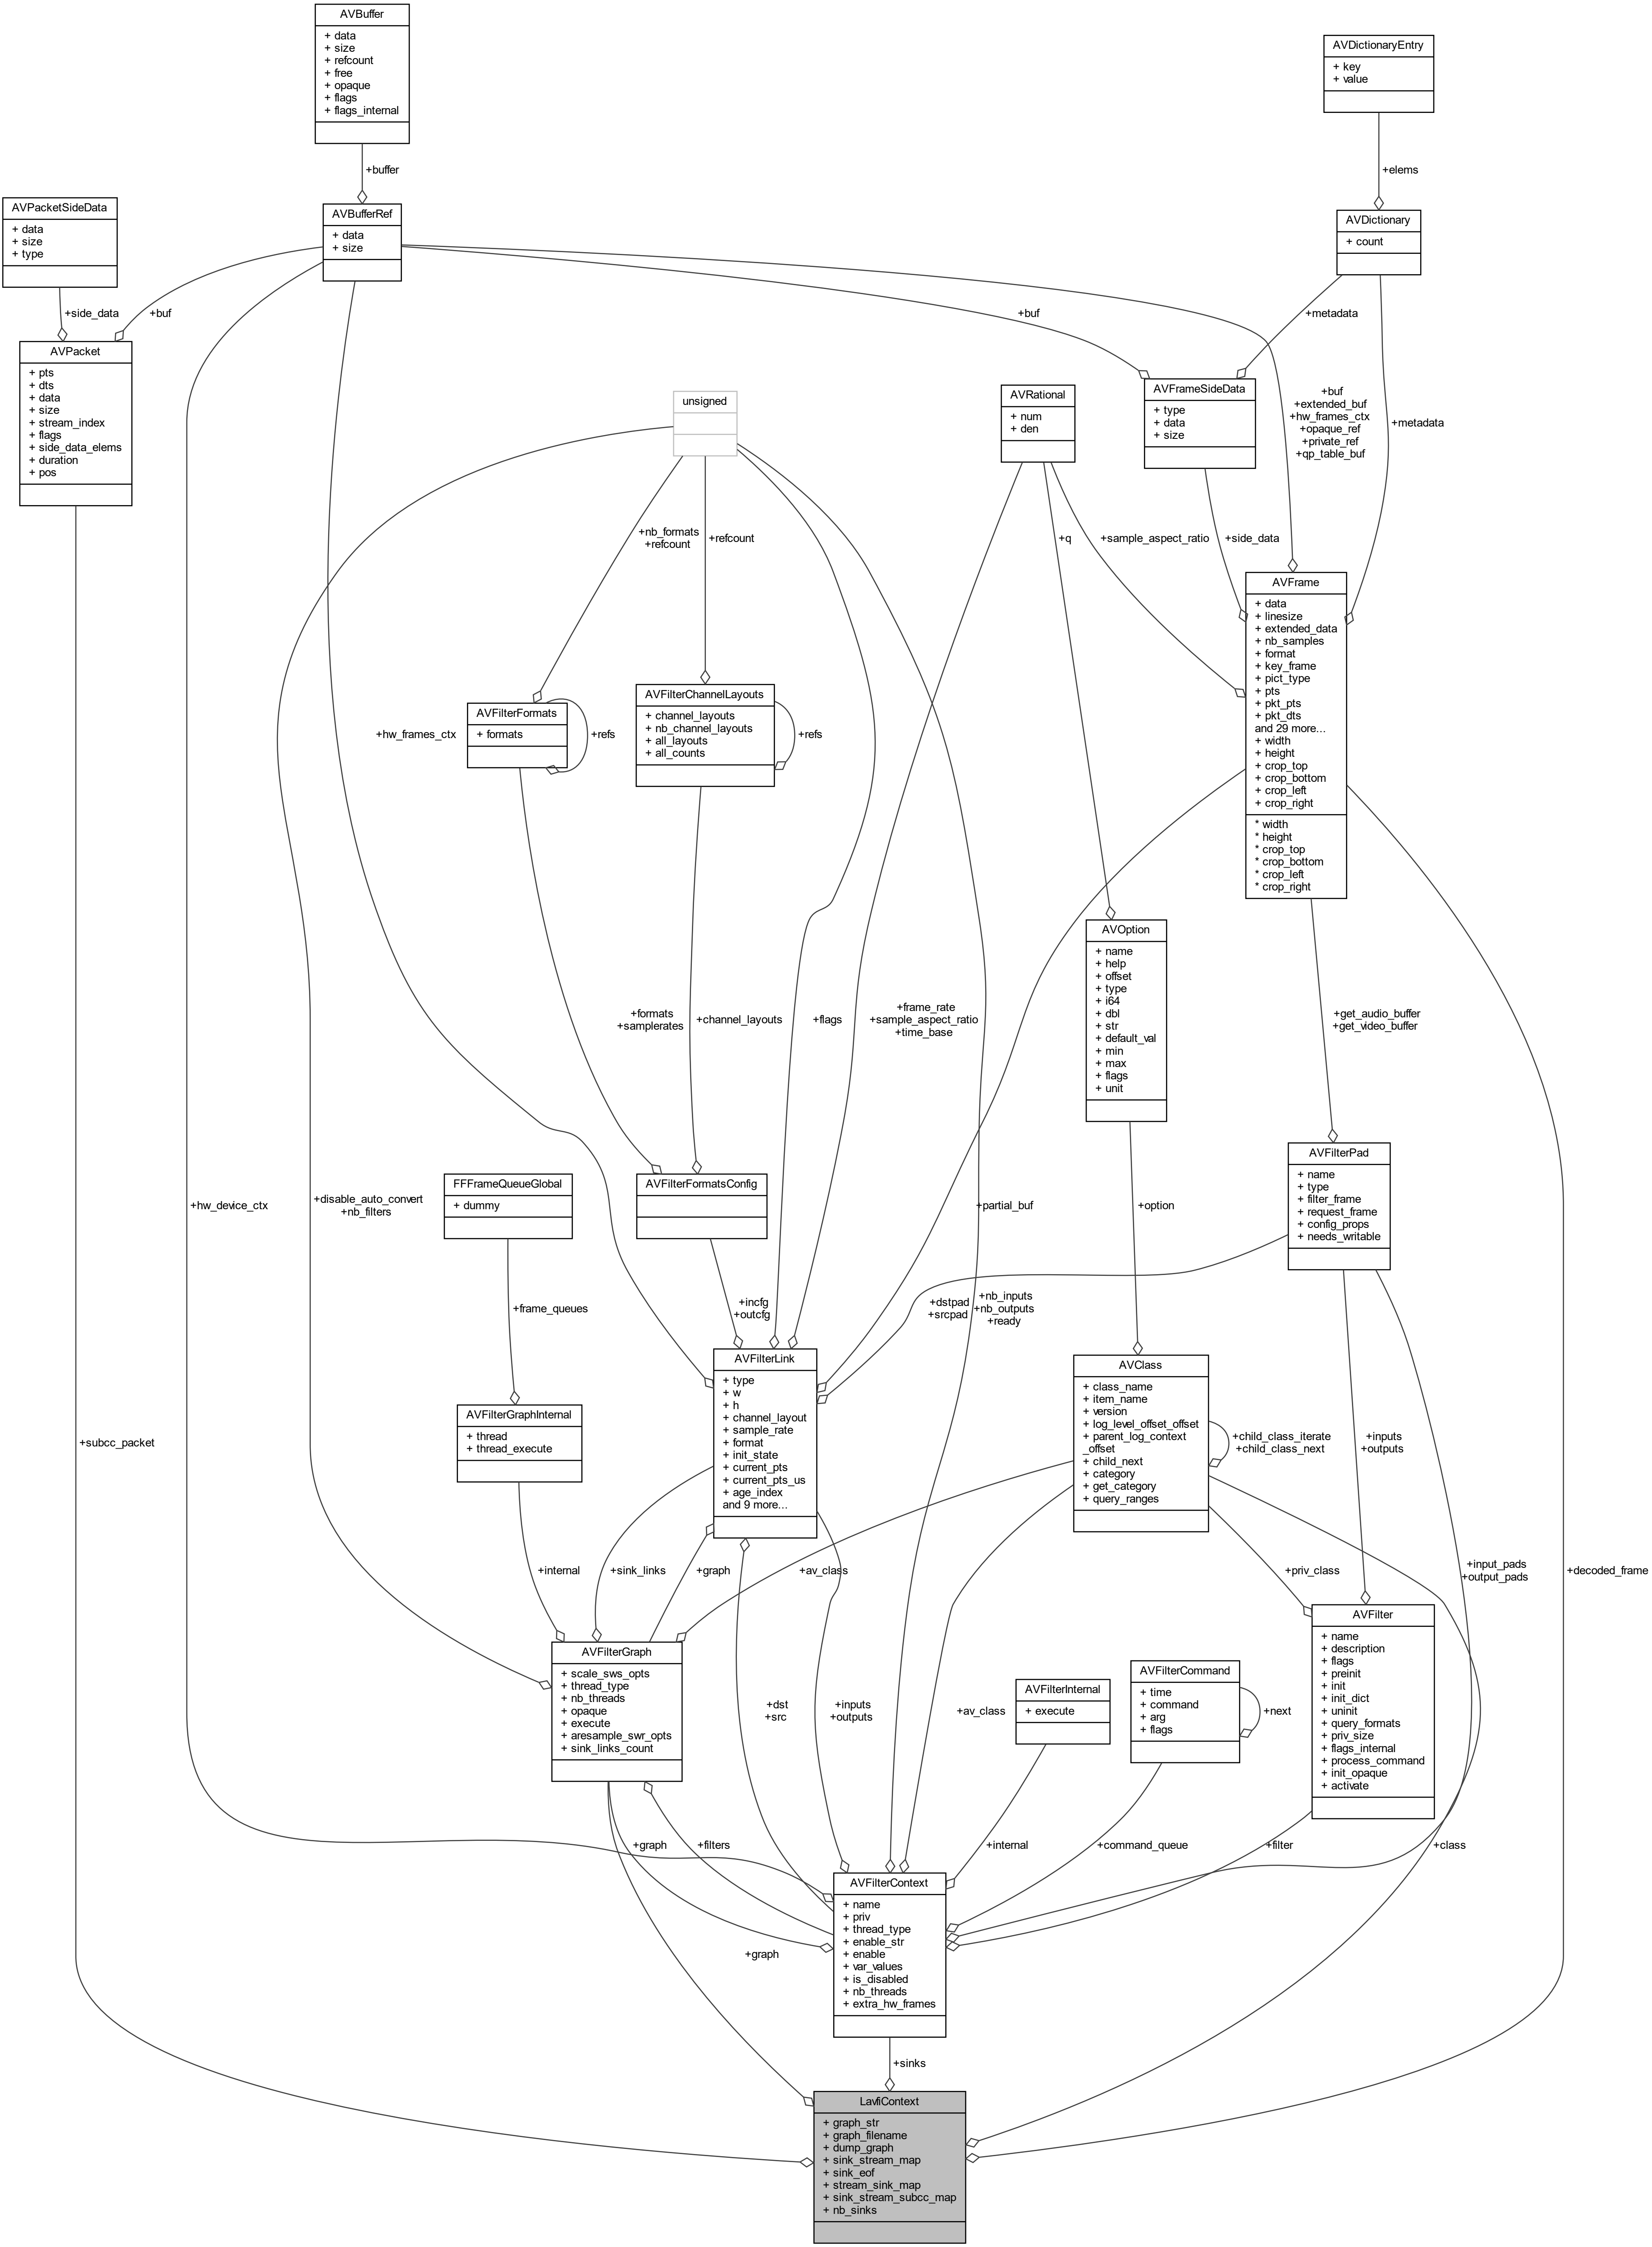 AVBuffer
+ data
+ size
+ refcount
+ free
+ opaque
+ flags
+ flags_internal
AVDictionaryEntry
+ key
+ value
+buffer
+elems
AVPacketSideData
+ data
+ size
+ type
AVBufferRef
+ data
+ size
AVDictionary
+ count
+side_data
+buf
+buf
+metadata
AVPacket
+ pts
+ dts
+ data
+ size
+ stream_index
+ flags
+ side_data_elems
+ duration
+ pos
unsigned
AVRational
+ num
+ den
AVFrameSideData
+ type
+ data
+ size
+buf
+extended_buf
+hw_frames_ctx
+opaque_ref
+private_ref
+qp_table_buf
+metadata
+nb_formats
+refcount
+refcount
+q
+sample_aspect_ratio
+side_data
AVFrame
+ data
+ linesize
+ extended_data
+ nb_samples
+ format
+ key_frame
+ pict_type
+ pts
+ pkt_pts
+ pkt_dts
and 29 more...
+ width
+ height
+ crop_top
+ crop_bottom
+ crop_left
+ crop_right
* width
* height
* crop_top
* crop_bottom
* crop_left
* crop_right
+hw_frames_ctx
AVFilterFormats
+ formats
+refs
AVFilterChannelLayouts
+ channel_layouts
+ nb_channel_layouts
+ all_layouts
+ all_counts
+refs
AVOption
+ name
+ help
+ offset
+ type
+ i64
+ dbl
+ str
+ default_val
+ min
+ max
+ flags
+ unit
+formats
+samplerates
+channel_layouts
+flags
+frame_rate
+sample_aspect_ratio
+time_base
+get_audio_buffer
+get_video_buffer
AVFilterPad
+ name
+ type
+ filter_frame
+ request_frame
+ config_props
+ needs_writable
+hw_device_ctx
+disable_auto_convert
+nb_filters
FFFrameQueueGlobal
+ dummy
AVFilterFormatsConfig
+partial_buf
+option
+frame_queues
+incfg
+outcfg
+dstpad
+srcpad
+nb_inputs
+nb_outputs
+ready
AVFilterLink
+ type
+ w
+ h
+ channel_layout
+ sample_rate
+ format
+ init_state
+ current_pts
+ current_pts_us
+ age_index
and 9 more...
AVClass
+ class_name
+ item_name
+ version
+ log_level_offset_offset
+ parent_log_context
_offset
+ child_next
+ category
+ get_category
+ query_ranges
+child_class_iterate
+child_class_next
+inputs
+outputs
+subcc_packet
AVFilterGraphInternal
+ thread
+ thread_execute
+internal
+sink_links
+graph
+av_class
+priv_class
+input_pads
+output_pads
+decoded_frame
AVFilterGraph
+ scale_sws_opts
+ thread_type
+ nb_threads
+ opaque
+ execute
+ aresample_swr_opts
+ sink_links_count
+dst
+src
+inputs
+outputs
+av_class
AVFilterInternal
+ execute
AVFilterCommand
+ time
+ command
+ arg
+ flags
+next
AVFilter
+ name
+ description
+ flags
+ preinit
+ init
+ init_dict
+ uninit
+ query_formats
+ priv_size
+ flags_internal
+ process_command
+ init_opaque
+ activate
+graph
+filters
+internal
+command_queue
+filter
+class
AVFilterContext
+ name
+ priv
+ thread_type
+ enable_str
+ enable
+ var_values
+ is_disabled
+ nb_threads
+ extra_hw_frames
+graph
+sinks
LavfiContext
+ graph_str
+ graph_filename
+ dump_graph
+ sink_stream_map
+ sink_eof
+ stream_sink_map
+ sink_stream_subcc_map
+ nb_sinks